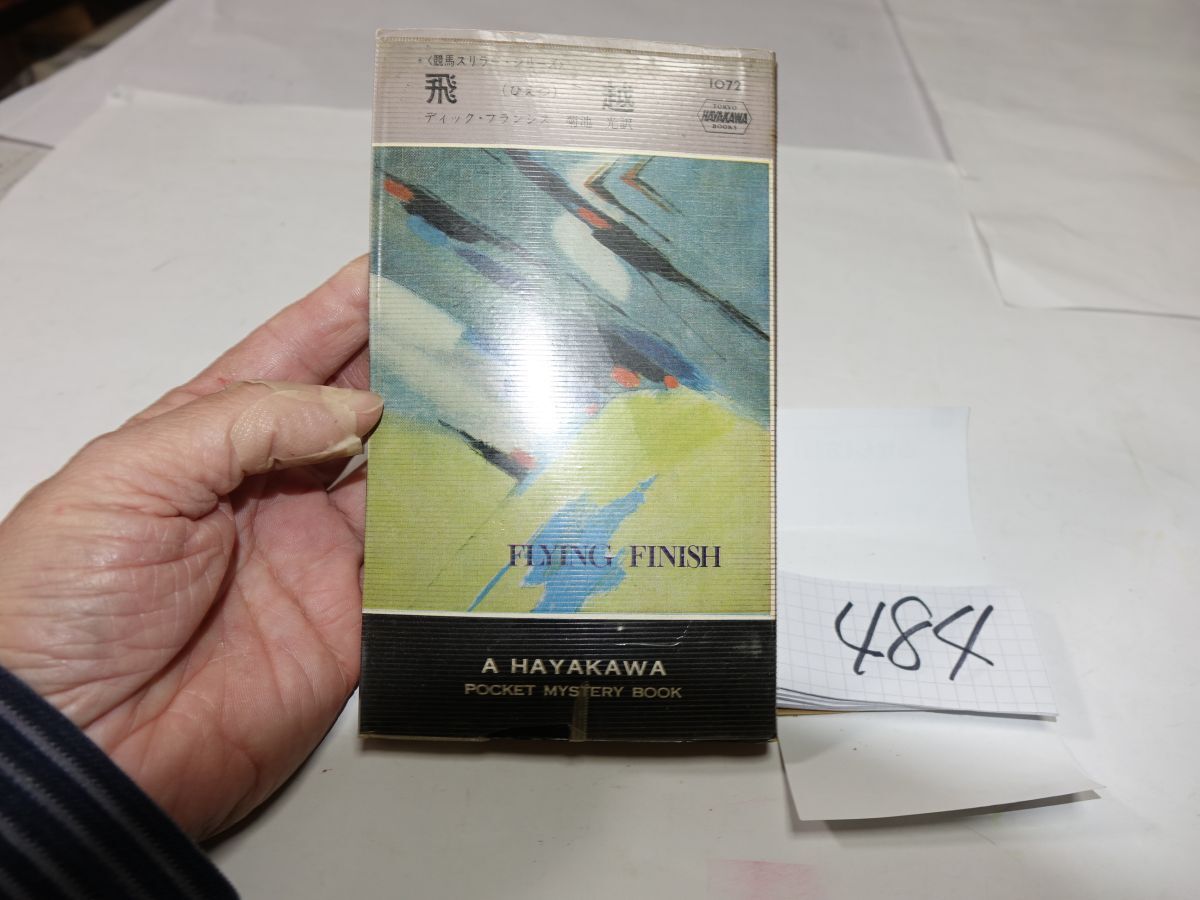 *〈競馬スリラー・シリーズ〉
飛(ひえつ)越
1072
ディック・フランシス 菊池 光訳
TOKYO
HAYAKAWA
BOOKS
FLYING FINISH
A HAYAKAWA
POCKET MYSTERY BOOK
484